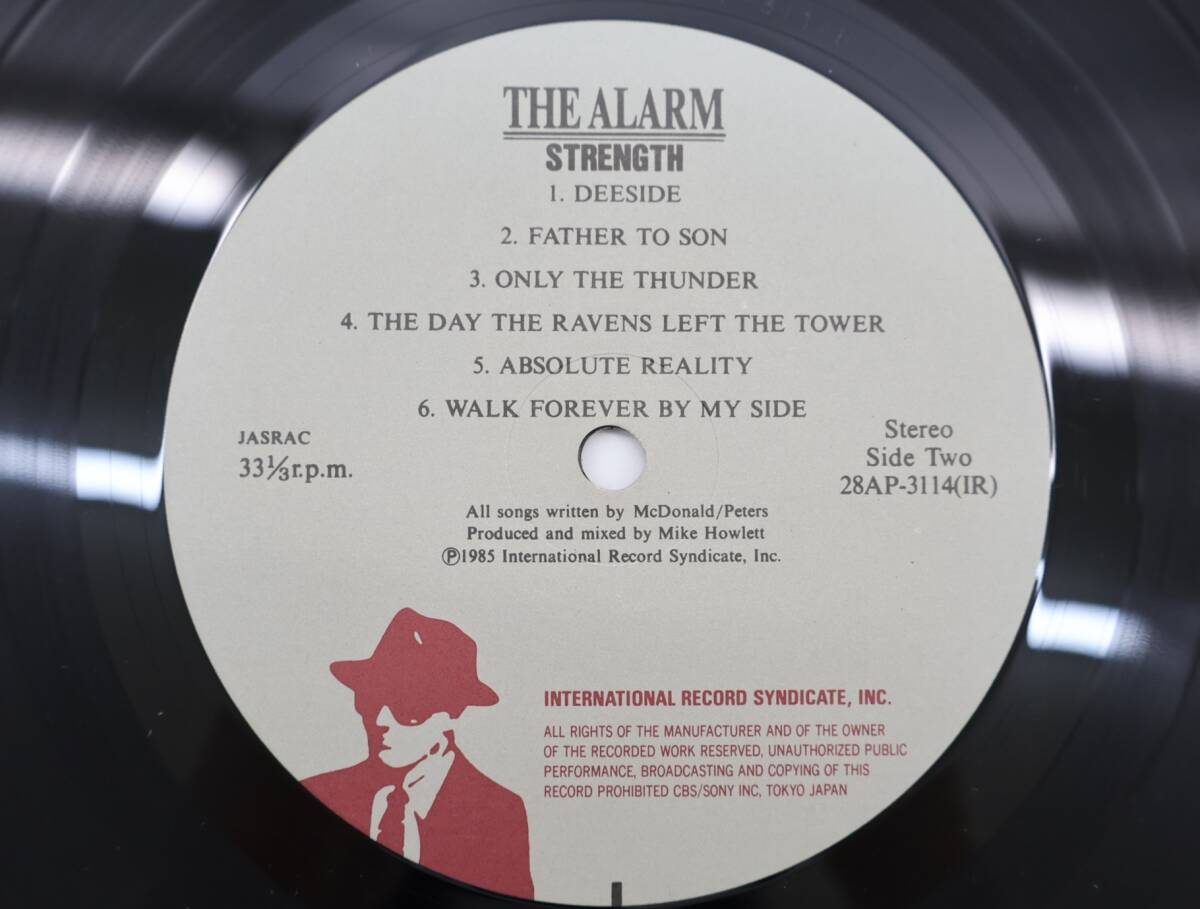 THE ALARM
STRENGTH
1. DEESIDE
2. FATHER TO SON
3. ONLY THE THUNDER
4. THE DAY THE RAVENS LEFT THE TOWER
5. ABSOLUTE REALITY
6. WALK FOREVER BY MY SIDE
JASRAC
33⅓r.p.m.
Stereo
Side Two
28AP-3114(IR)
All songs written by McDonald/Peters
Produced and mixed by Mike Howlett
Ⓟ1985 International Record Syndicate, Inc.
INTERNATIONAL RECORD SYNDICATE, INC.
ALL RIGHTS OF THE MANUFACTURER AND OF THE OWNER
OF THE RECORDED WORK RESERVED, UNAUTHORIZED PUBLIC
PERFORMANCE, BROADCASTING AND COPYING OF THIS
RECORD PROHIBITED CBS/SONY INC, TOKYO JAPAN